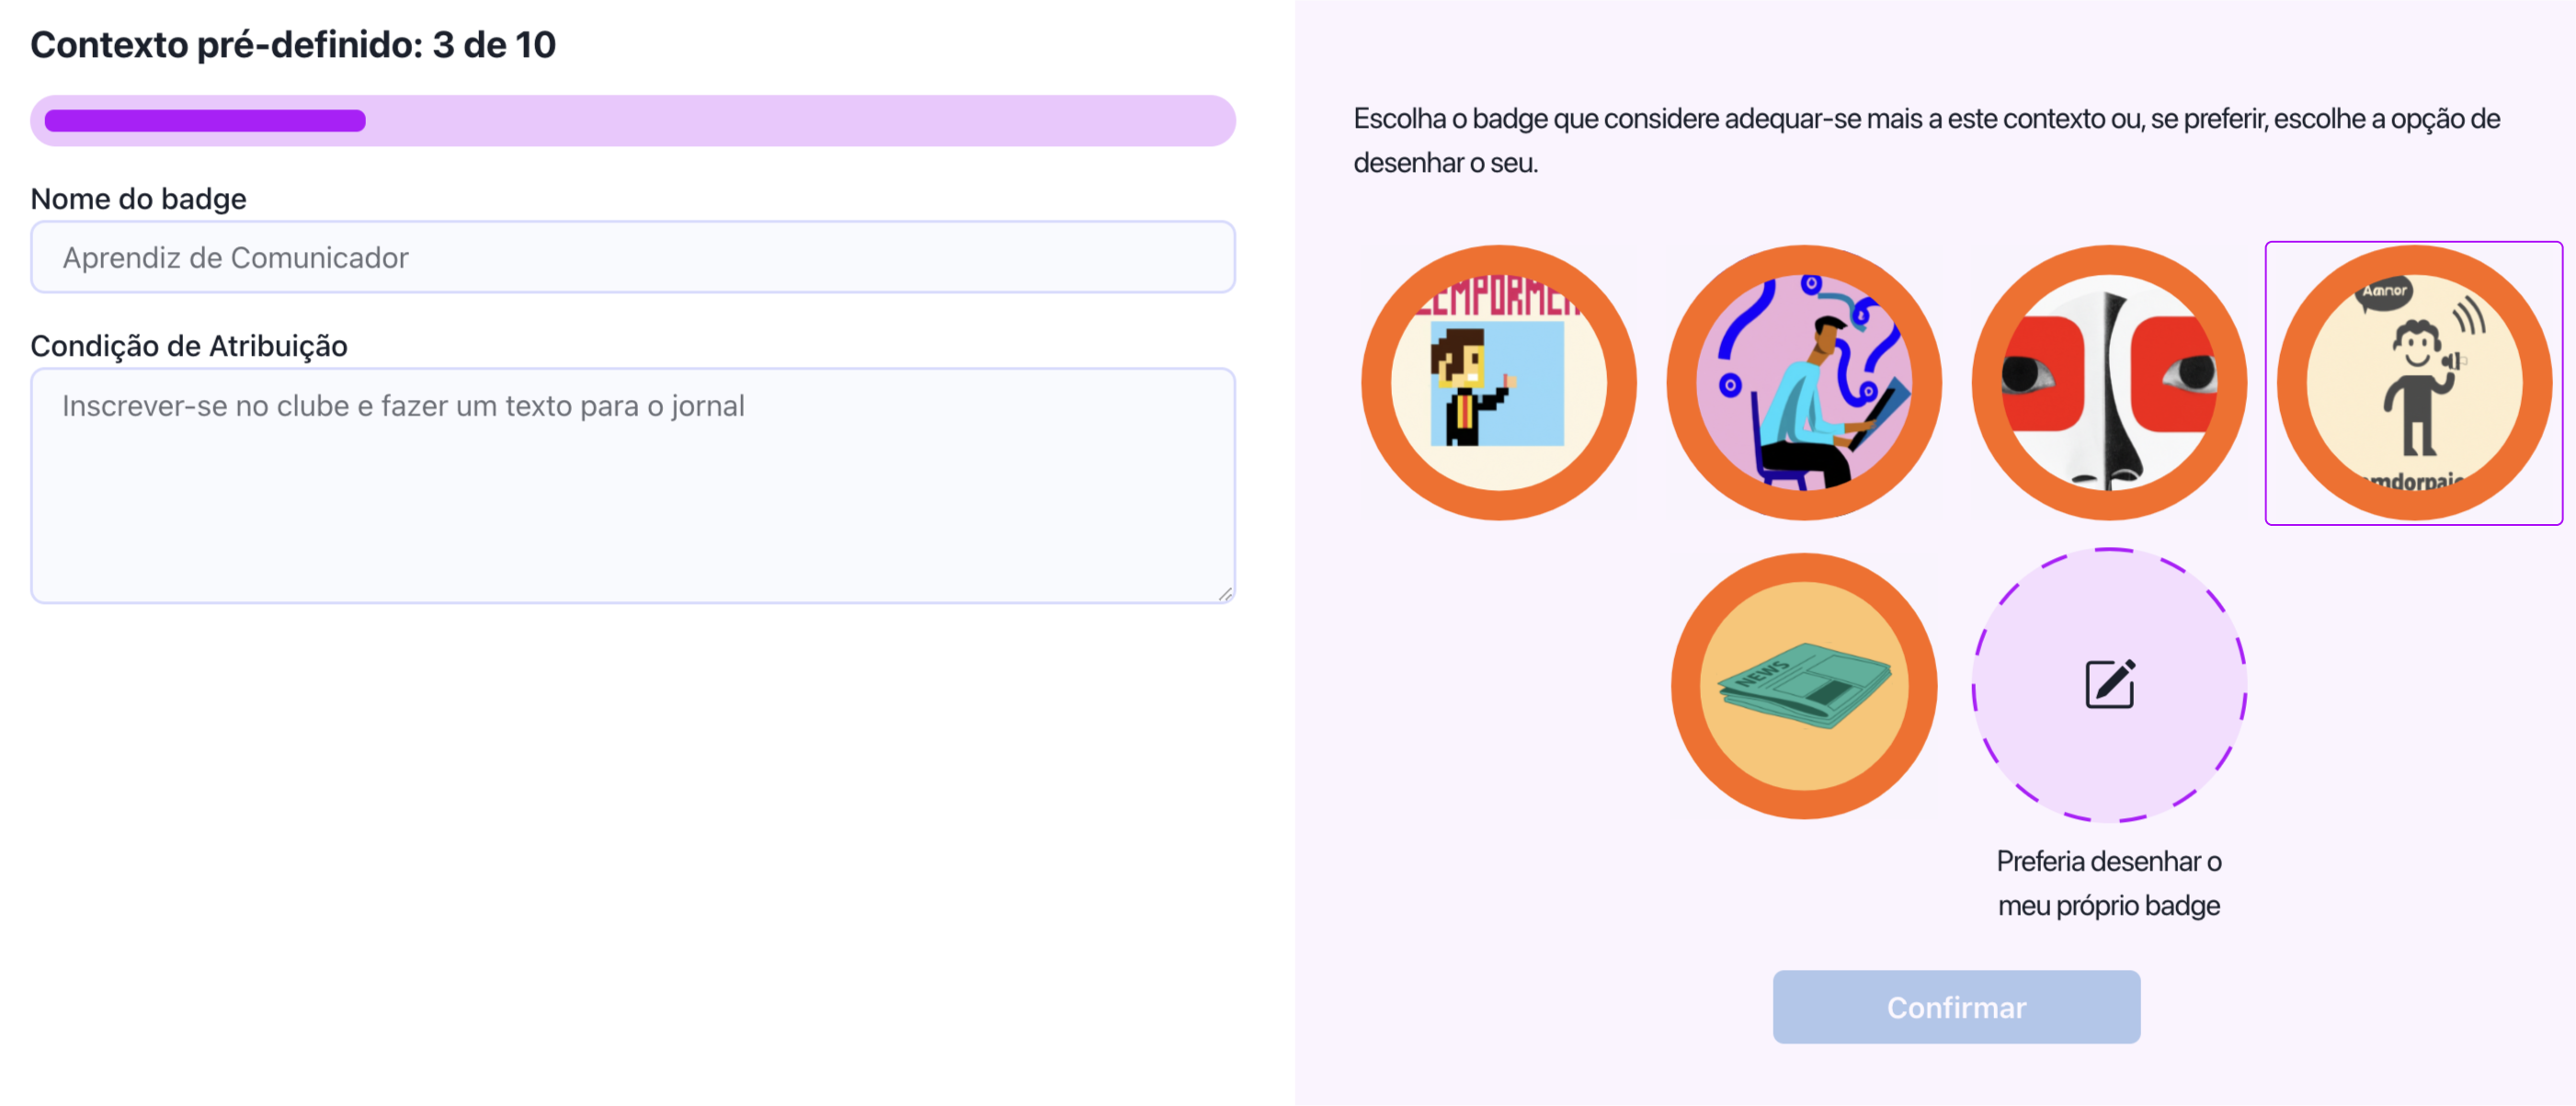 Contexto pré-definido: 3 de 10
Nome do badge
Aprendiz de Comunicador
Condição de Atribuição
Inscrever-se no clube e fazer um texto para o jornal
Escolha o badge que considere adequar-se mais a este contexto ou, se preferir, escolhe a opção de
desenhar o seu.
Amnor
NEWS
Preferia desenhar o
meu próprio badge
Confirmar